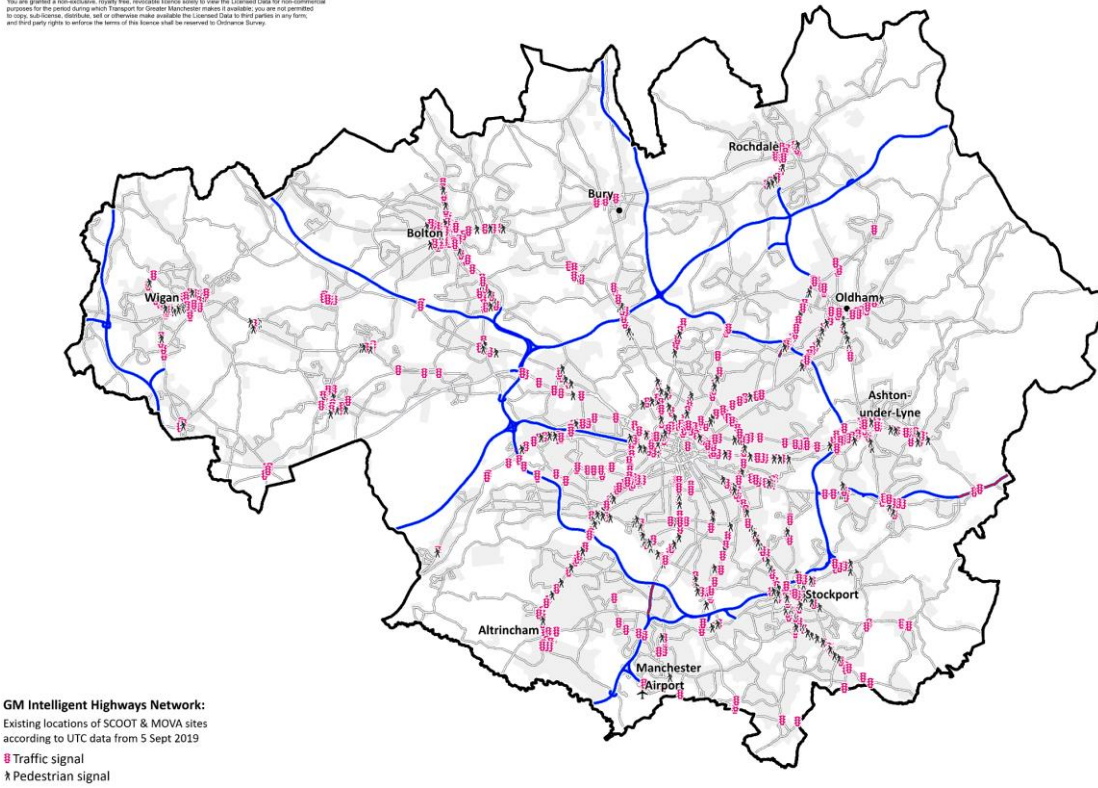 You are granted a non-exclusive, royalty free, revocable licence solely to view the Licensed Data for non-commercial
purposes for the period during which Transport for Greater Manchester makes it available; you are not permitted
to copy, sub-license, distribute, sell or otherwise make available the Licensed Data to third parties in any form;
and third party rights to enforce the terms of this licence shall be reserved to Ordnance Survey.
Rochdale
Bury
Bolton
Wigan
Oldham
Ashton-
under-Lyne
Stockport
Altrincham
Manchester
Airport
GM Intelligent Highways Network:
Existing locations of SCOOT & MOVA sites
according to UTC data from 5 Sept 2019
Traffic signal
Pedestrian signal